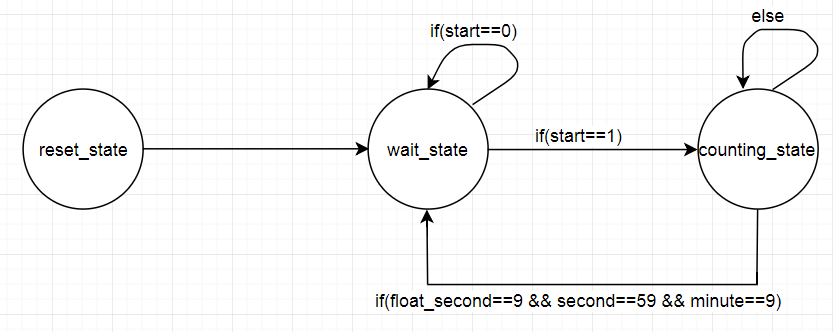 else
if(start==0)
if(start==1)
reset_state
wait_state
counting_state
if(float_second==9 && second==59 && minute==9)